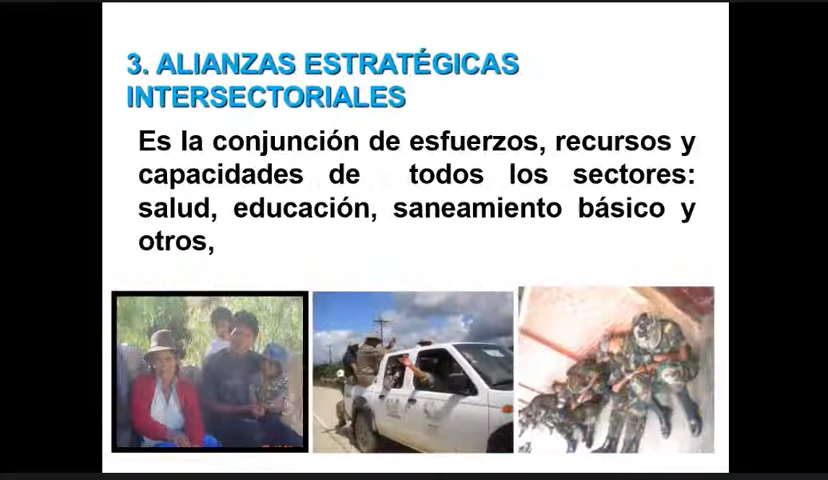 3. ALIANZAS ESTRATÉGICAS
INTERSECTORIALES
Es la conjunción de esfuerzos, recursos y
capacidades de todos los sectores:
salud, educación, saneamiento básico y
otros,